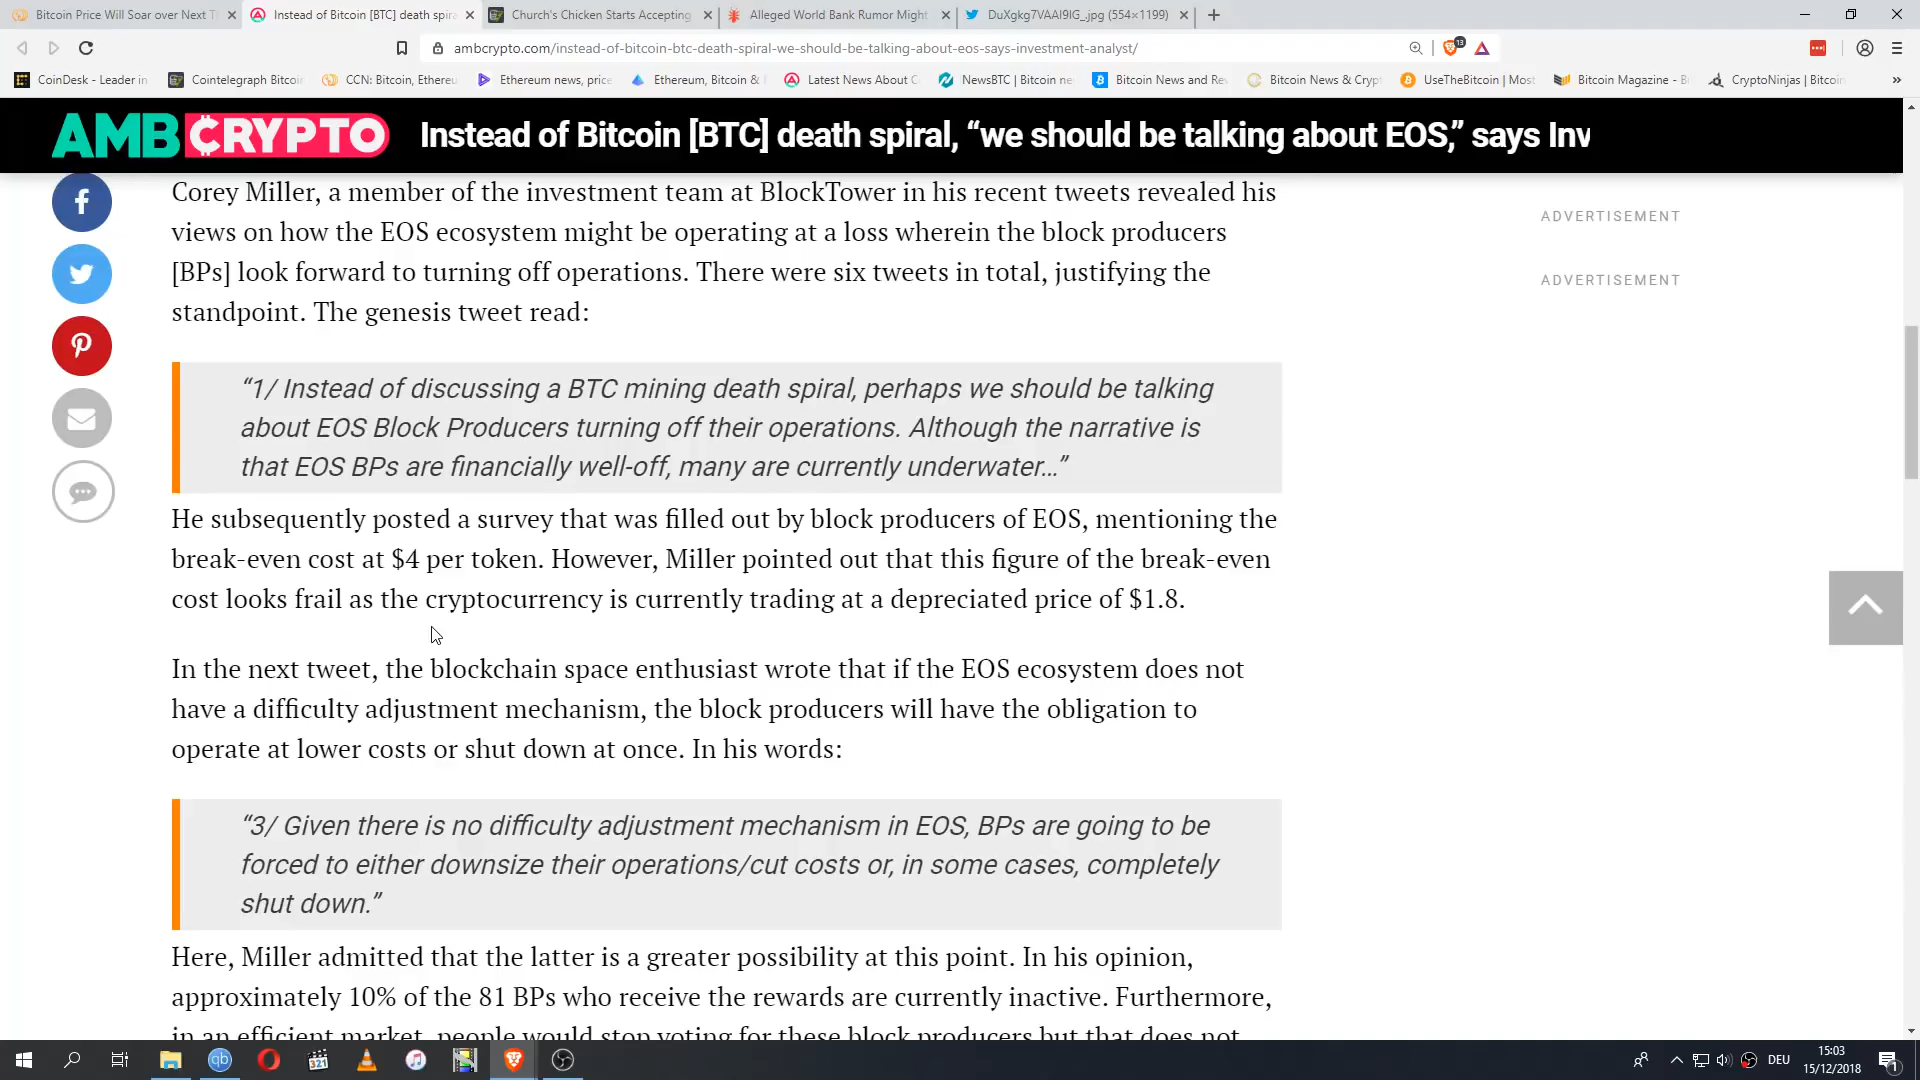 Bitcoin Price Will Soar over Next T
Instead of Bitcoin [BTC] death spira
Church's Chicken Starts Accepting
Alleged World Bank Rumor Might
DuXgkg7VAAI9IG_.jpg (554×1199)
ambcrypto.com/instead-of-bitcoin-btc-death-spiral-we-should-be-talking-about-eos-says-investment-analyst/
13
CoinDesk - Leader in
Cointelegraph Bitcoin
CCN: Bitcoin, Ethereu
Ethereum news, price
Ethereum, Bitcoin &
Latest News About C
NewsBTC | Bitcoin ne
Bitcoin News and Rev
Bitcoin News & Crypt
UseTheBitcoin | Most
Bitcoin Magazine - B
CryptoNinjas | Bitcoin
»
AMBCRYPTO
Instead of Bitcoin [BTC] death spiral, “we should be talking about EOS,” says Inv
Corey Miller, a member of the investment team at BlockTower in his recent tweets revealed his
views on how the EOS ecosystem might be operating at a loss wherein the block producers
[BPs] look forward to turning off operations. There were six tweets in total, justifying the
standpoint. The genesis tweet read:
ADVERTISEMENT
ADVERTISEMENT
“1/ Instead of discussing a BTC mining death spiral, perhaps we should be talking
about EOS Block Producers turning off their operations. Although the narrative is
that EOS BPs are financially well-off, many are currently underwater…”
He subsequently posted a survey that was filled out by block producers of EOS, mentioning the
break-even cost at $4 per token. However, Miller pointed out that this figure of the break-even
cost looks frail as the cryptocurrency is currently trading at a depreciated price of $1.8.
In the next tweet, the blockchain space enthusiast wrote that if the EOS ecosystem does not
have a difficulty adjustment mechanism, the block producers will have the obligation to
operate at lower costs or shut down at once. In his words:
“3/ Given there is no difficulty adjustment mechanism in EOS, BPs are going to be
forced to either downsize their operations/cut costs or, in some cases, completely
shut down.”
Here, Miller admitted that the latter is a greater possibility at this point. In his opinion,
approximately 10% of the 81 BPs who receive the rewards are currently inactive. Furthermore,
in an efficient market, people would stop voting for these block producers but that does not
qb
321
DEU
15:03
15/12/2018
1